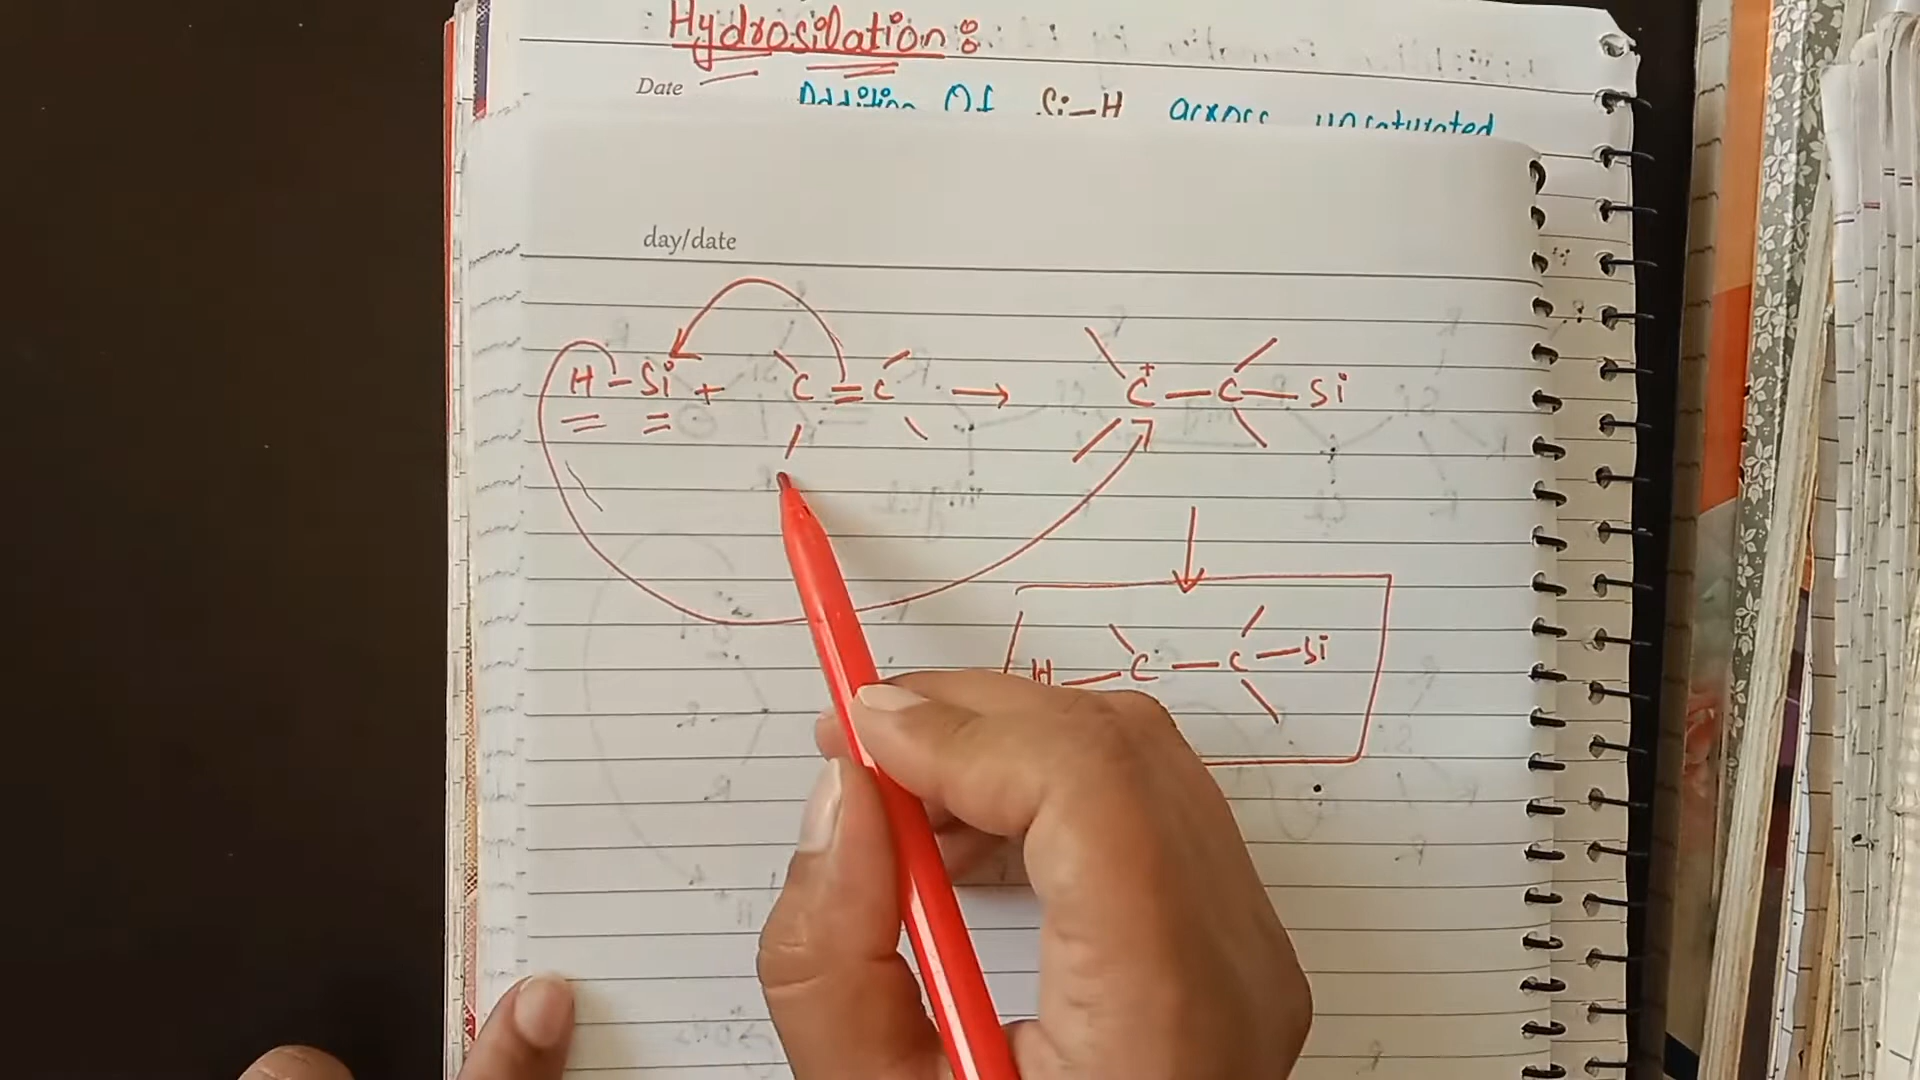 Hydrosilation:
Date
Addition Of Si-H across unsaturated
day/date
H-Si + C=C → C⁺-C-Si
H-C-C-Si